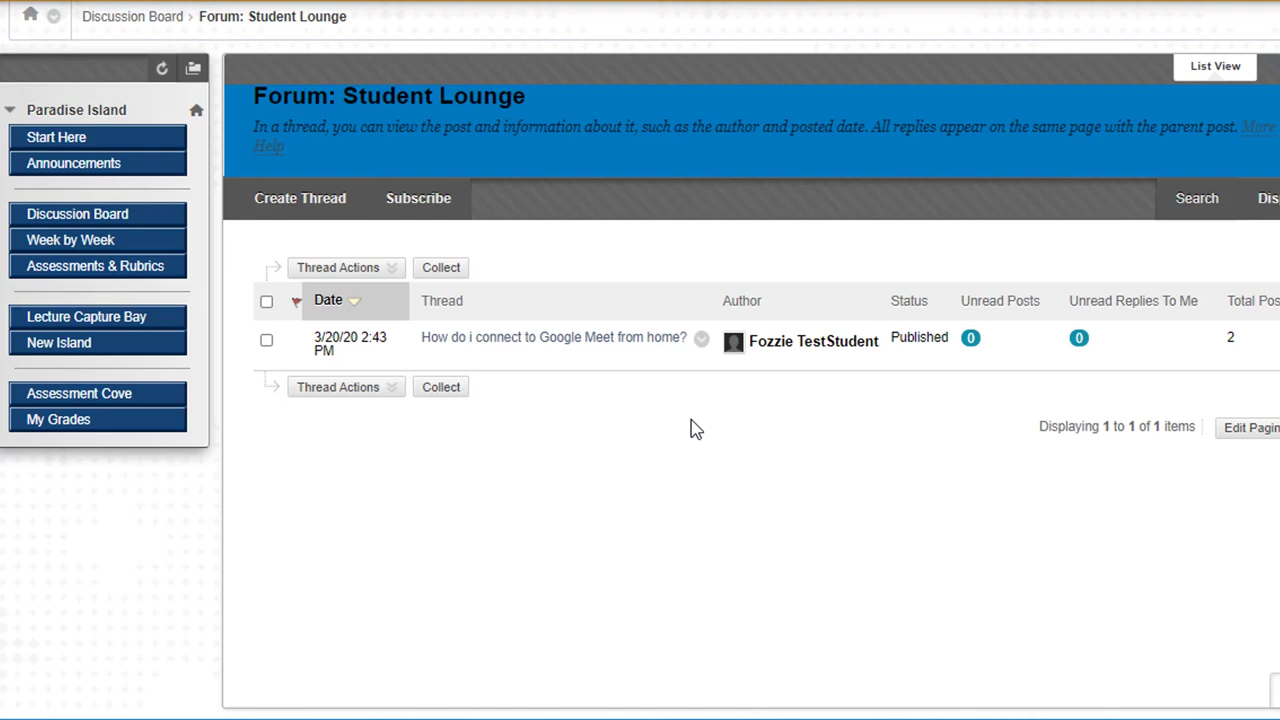 Discussion Board > Forum: Student Lounge
List View
Paradise Island
Start Here
Announcements
Discussion Board
Week by Week
Assessments & Rubrics
Lecture Capture Bay
New Island
Assessment Cove
My Grades
Forum: Student Lounge
In a thread, you can view the post and information about it, such as the author and posted date. All replies appear on the same page with the parent post. More
Help
Create Thread Subscribe Search
Thread Actions Collect
Date Thread Author Status Unread Posts Unread Replies To Me Total
3/20/20 2:43 How do i connect to Google Meet from home? Fozzie TestStudent Published 0 0 2
PM
Thread Actions Collect
Displaying 1 to 1 of 1 items Edit